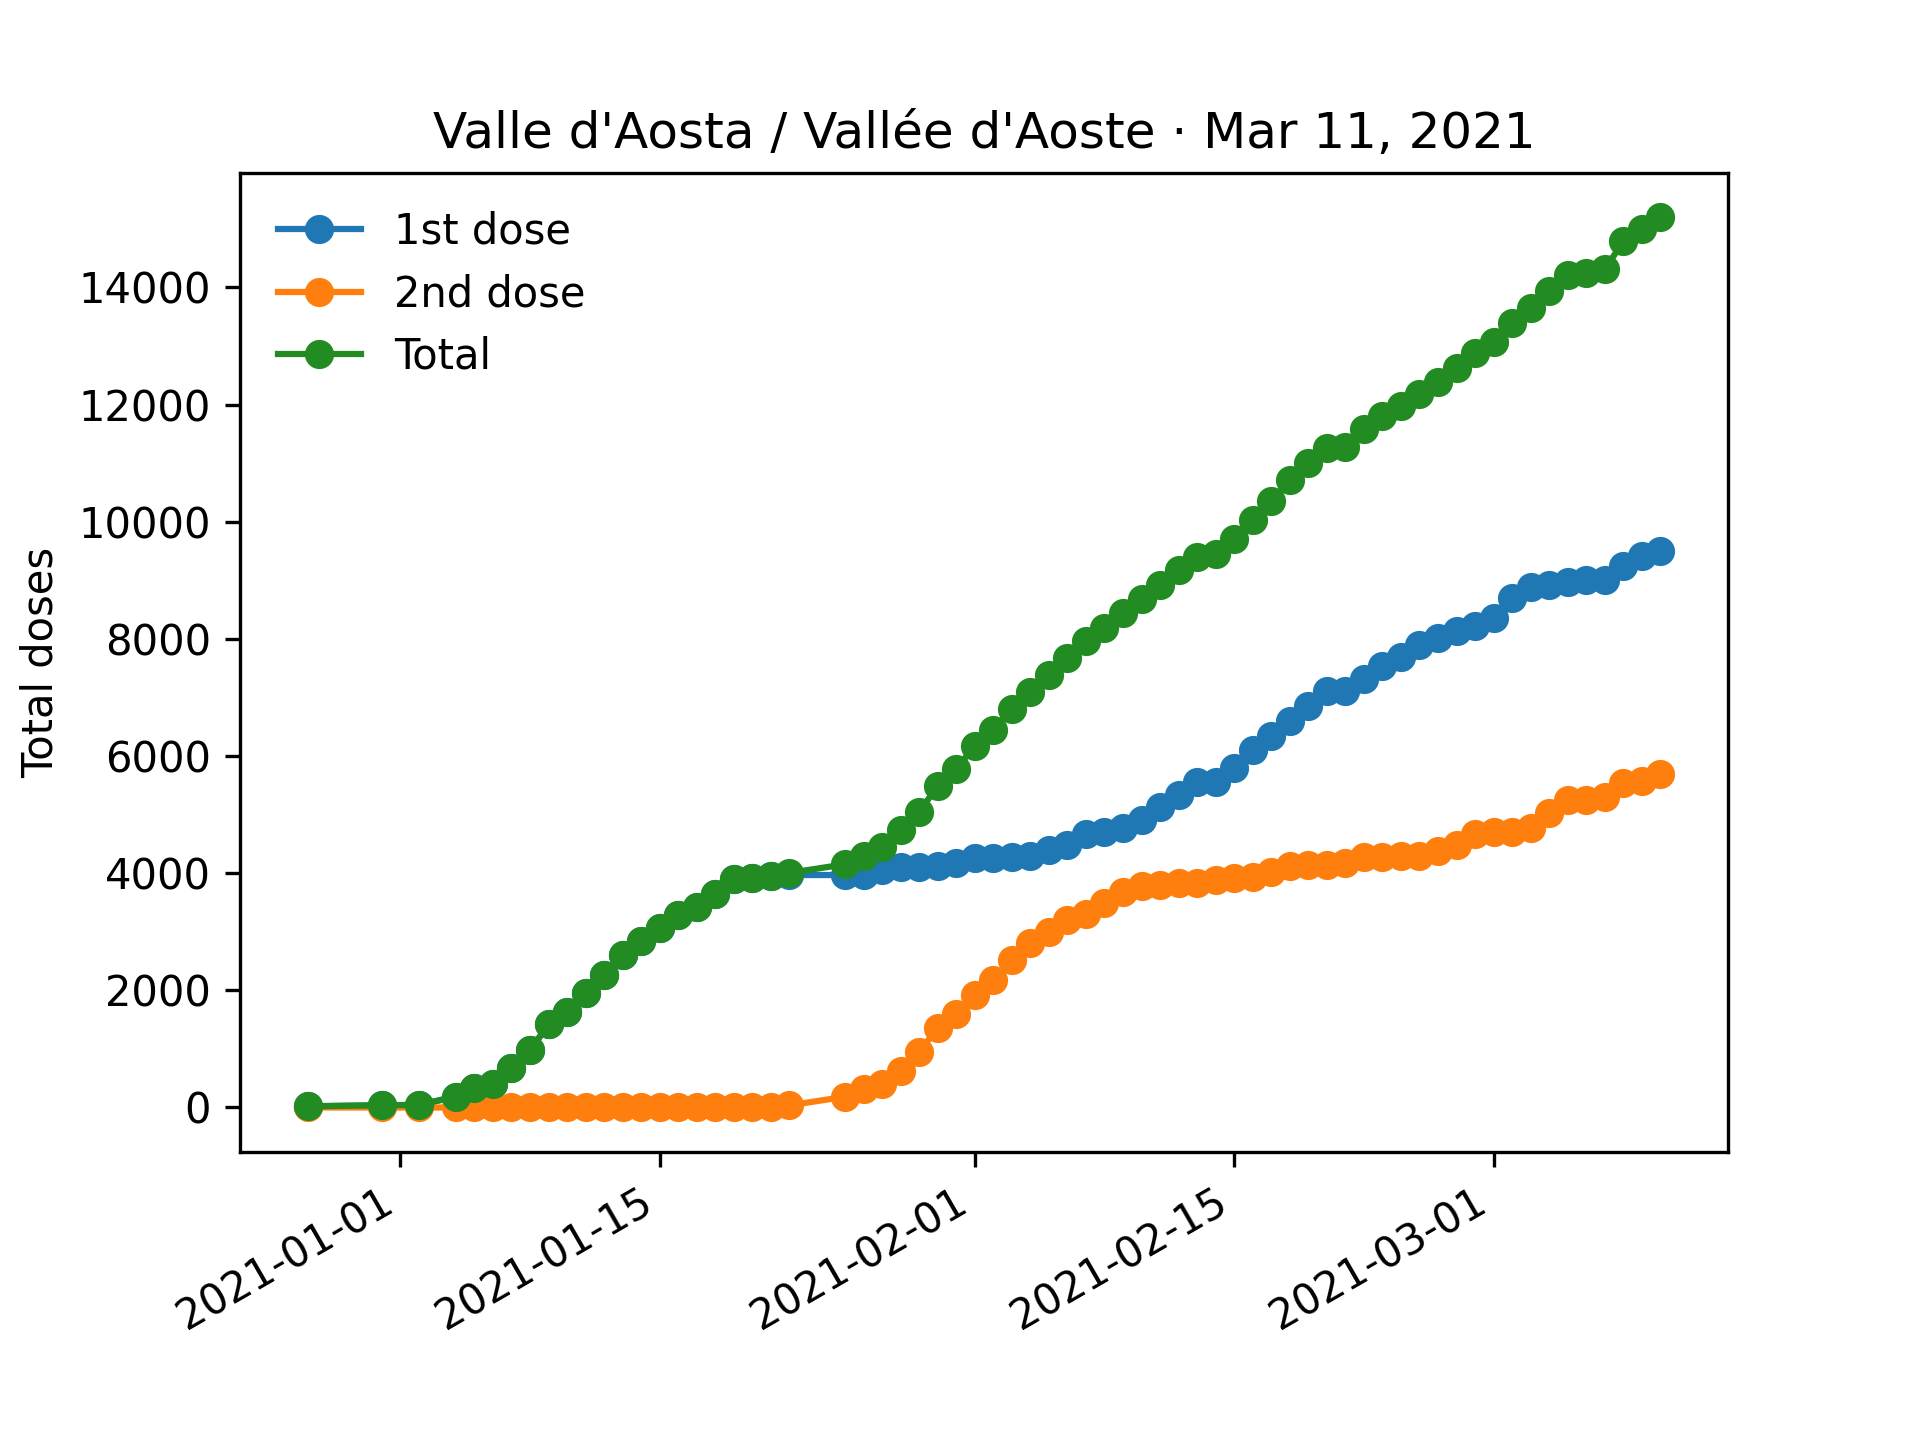 Valle d'Aosta / Vallée d'Aoste · Mar 11, 2021
1st dose
2nd dose
Total
Total doses
14000
12000
10000
8000
6000
4000
2000
0
2021-01-01
2021-01-15
2021-02-01
2021-02-15
2021-03-01